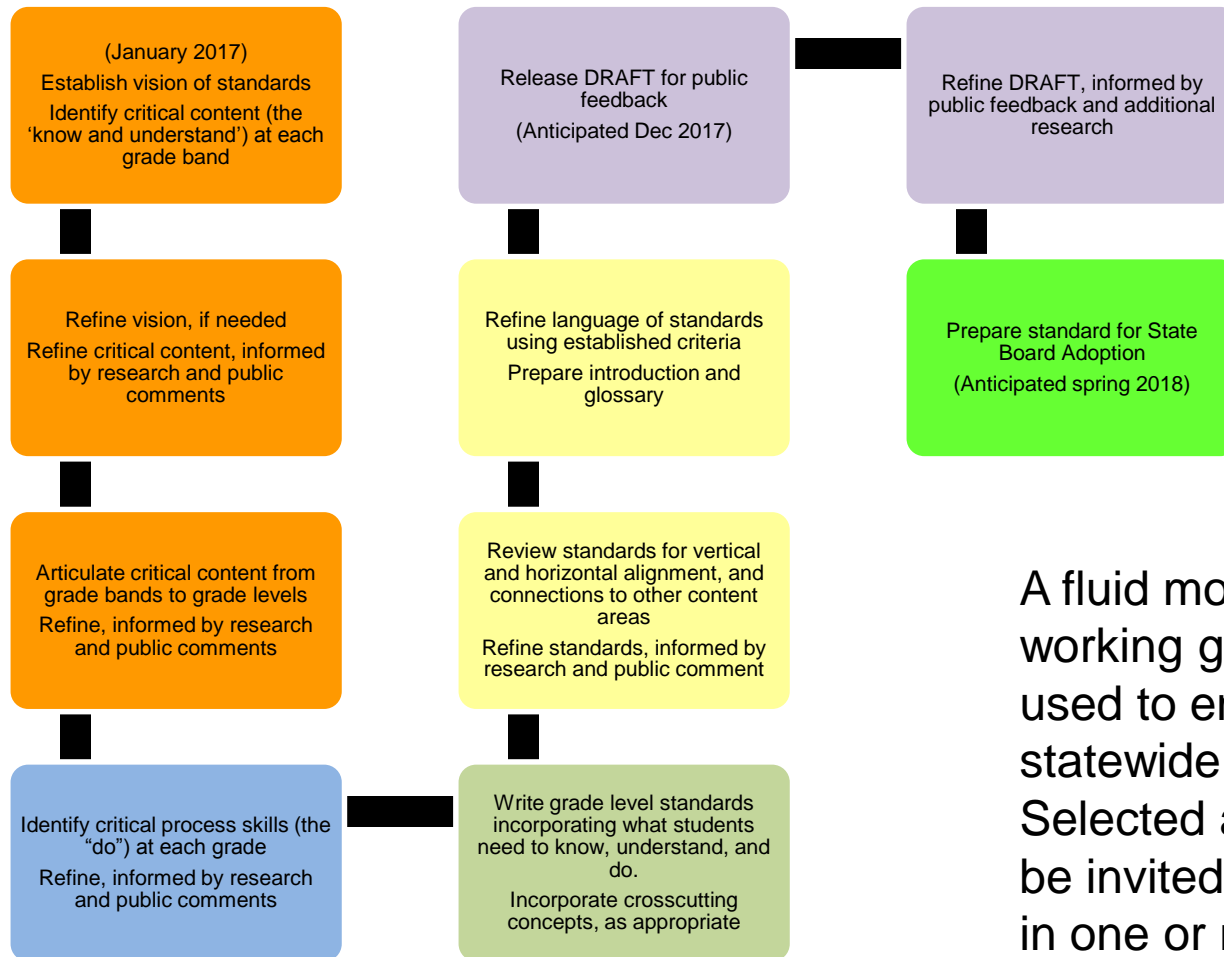 (January 2017)
Establish vision of standards
Identify critical content (the
‘know and understand’) at each
grade band
Refine vision, if needed
Refine critical content, informed
by research and public
comments
Articulate critical content from
grade bands to grade levels
Refine, informed by research
and public comments
Identify critical process skills (the
“do”) at each grade
Refine, informed by research
and public comments
Write grade level standards
incorporating what students
need to know, understand, and
do.
Incorporate crosscutting
concepts, as appropriate
Review standards for vertical
and horizontal alignment, and
connections to other content
areas
Refine standards, informed by
research and public comment
Refine language of standards
using established criteria
Prepare introduction and
glossary
Release DRAFT for public
feedback
(Anticipated Dec 2017)
Refine DRAFT, informed by
public feedback and additional
research
Prepare standard for State
Board Adoption
(Anticipated spring 2018)
A fluid
working
used to
statewide
Selected
be invited
in one or